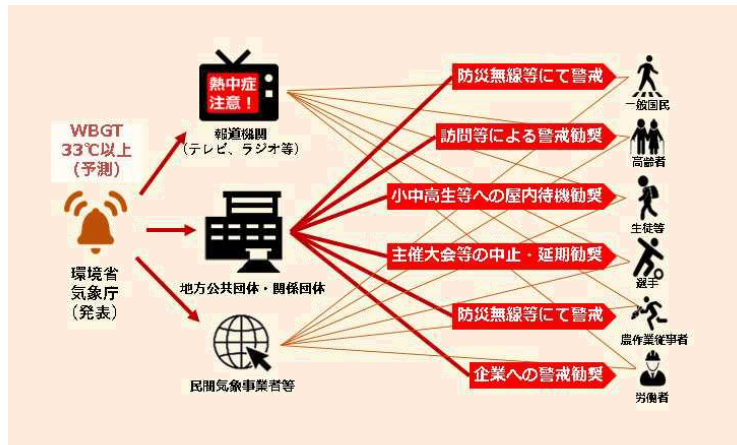 WBGT
33℃以上
(予測)
環境省
気象庁
(発表)
熱中症
注意！
報道機関
(テレビ、ラジオ等)
地方公共団体・関係団体
民間気象事業者等
防災無線等にて警戒
訪問等による警戒勧奨
小中高生等への屋内待機勧奨
主催大会等の中止・延期勧奨
防災無線等にて警戒
企業への警戒勧奨
一般国民
高齢者
生徒等
選手
農作業従事者
労働者